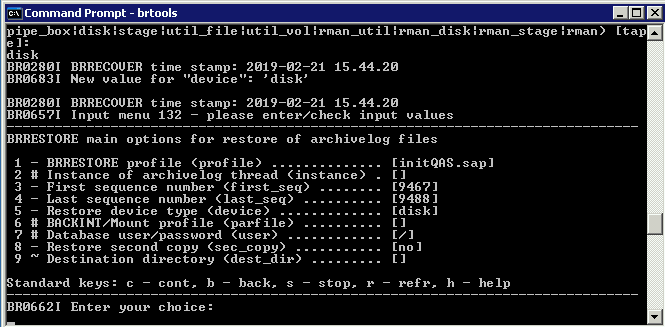 Command Prompt - brtools
pipe_box|disk|stage|util_file|util_vol|rman_util|rman_disk|rman_stage|rman) [tap
e]:
disk
BR0280I BRRECOVER time stamp: 2019-02-21 15.44.20
BR0683I New value for "device": 'disk'
BR0280I BRRECOVER time stamp: 2019-02-21 15.44.20
BR0657I Input menu 132 - please enter/check input values
-------------------------------------------------------------------------------
BRRESTORE main options for restore of archivelog files
1 - BRRESTORE profile (profile) .............. [initQAS.sap]
2 # Instance of archivelog thread (instance) . []
3 - First sequence number (first_seq) ........ [9467]
4 - Last sequence number (last_seq) .......... [9488]
5 - Restore device type (device) ............. [disk]
6 # BACKINT/Mount profile (parfile) .......... []
7 # Database user/password (user) ............ [/]
8 - Restore second copy (sec_copy) ........... [no]
9 ~ Destination directory (dest_dir) ......... []
Standard keys: c - cont, b - back, s - stop, r - refr, h - help
-------------------------------------------------------------------------------
BR0662I Enter your choice: